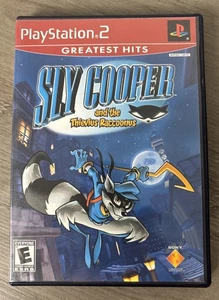 PlayStation.2
GREATEST HITS
SLY COOPER
and the
Thievius Raccoonus
E
SONY